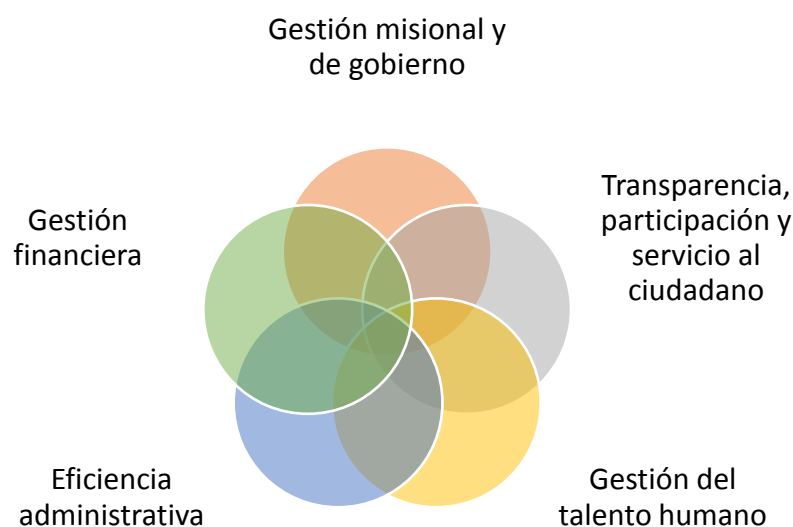 Gestión misional y
de gobierno
Transparencia,
participación y
servicio al
ciudadano
Gestión
financiera
Eficiencia
administrativa
Gestión del
talento humano